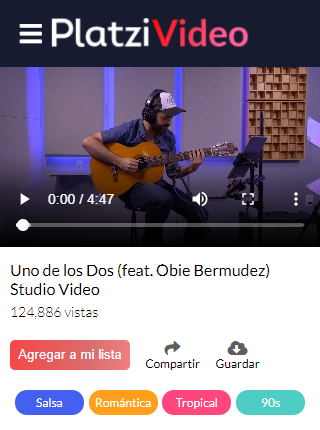 PlatziVideo
0:00 / 4:47
Uno de los Dos (feat. Obie Bermudez)
Studio Video
124,886 vistas
Agregar a mi lista
Compartir
Guardar
Salsa
Romántica
Tropical
90s